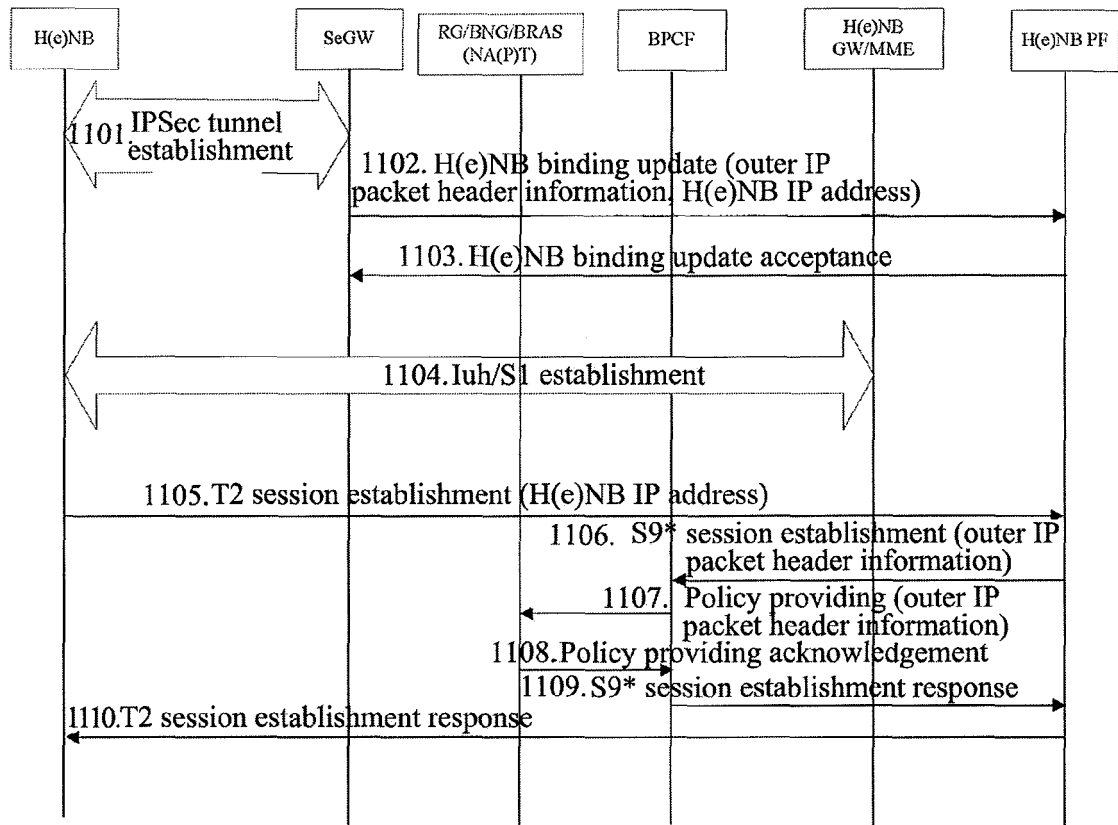 H(e)NB
SeGW
RG/BNG/BRAS
(NA(P)T)
BPCF
H(e)NB
GW/MME
H(e)NB PF
1101. IPSec tunnel
establishment
1102. H(e)NB binding update (outer IP
packet header information, H(e)NB IP address)
1103. H(e)NB binding update acceptance
1104. Iuh/S1 establishment
1105. T2 session establishment (H(e)NB IP address)
1106. S9* session establishment (outer IP
packet header information)
1107. Policy providing (outer IP
packet header information)
1108. Policy providing acknowledgement
1109. S9* session establishment response
1110. T2 session establishment response